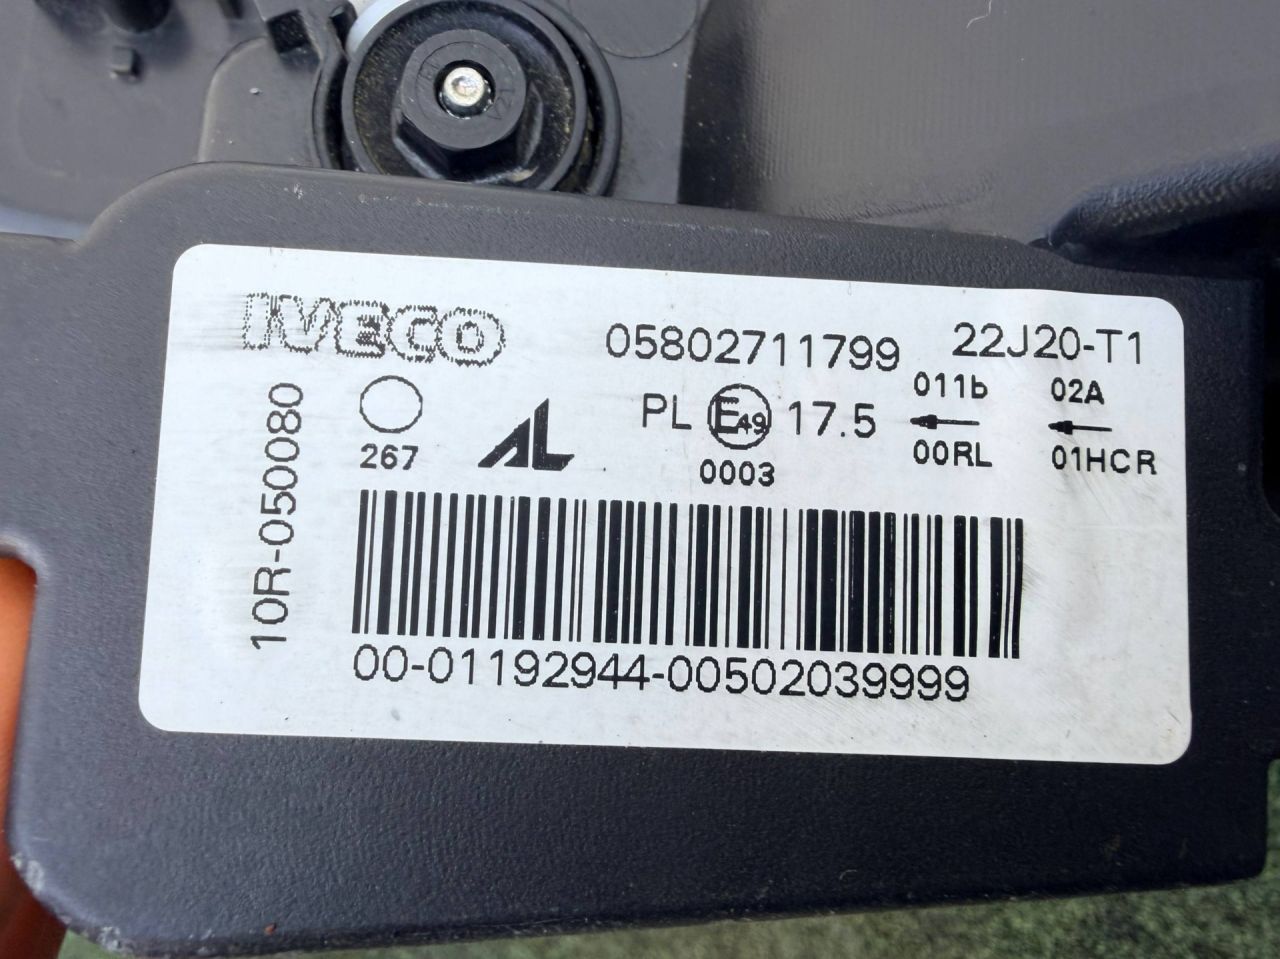 IVECO
05802711799 22J20-T1
011b 02A
PL E49 17.5
267 AL 0003 00RL 01HCR
10R-050080
00-01192944-00502039999